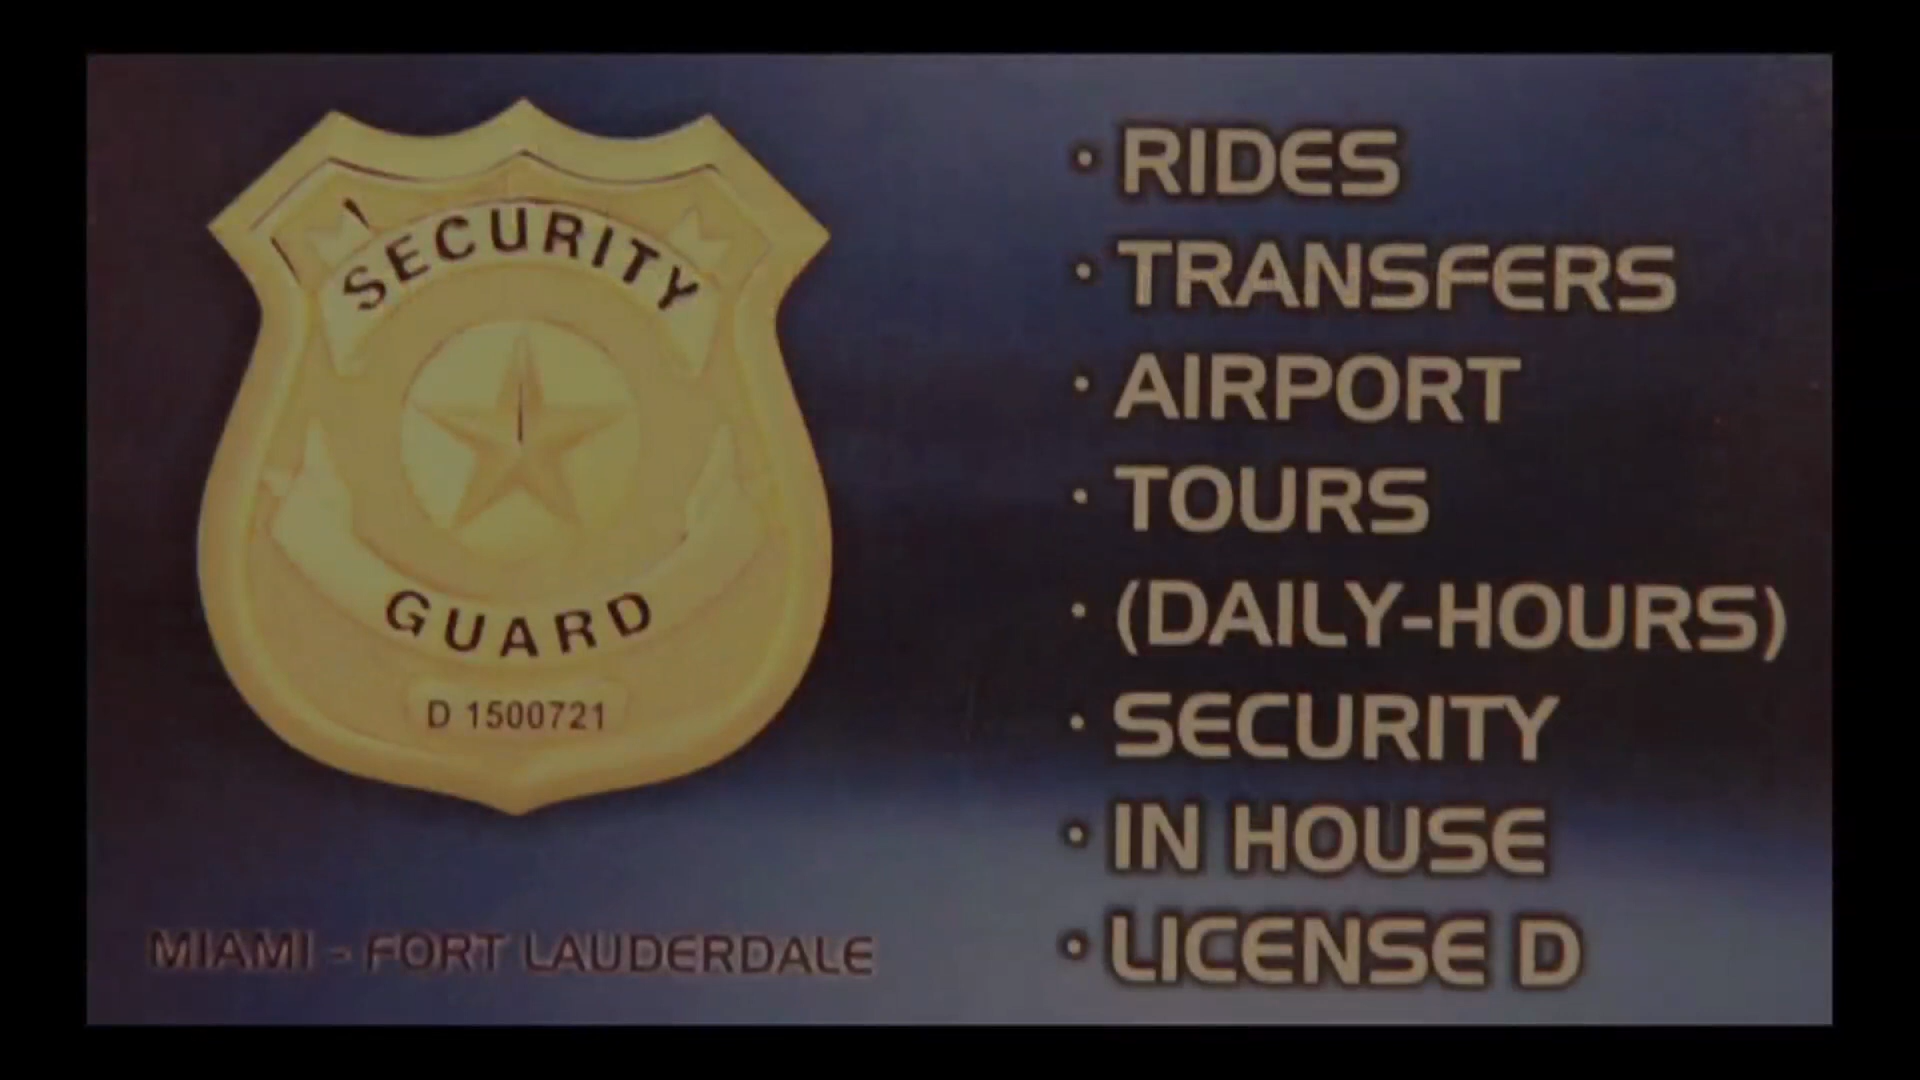 SECURITY
GUARD
D 1500721
MIAMI - FORT LAUDERDALE
· RIDES
· TRANSFERS
· AIRPORT
· TOURS
· (DAILY-HOURS)
· SECURITY
· IN HOUSE
· LICENSE D